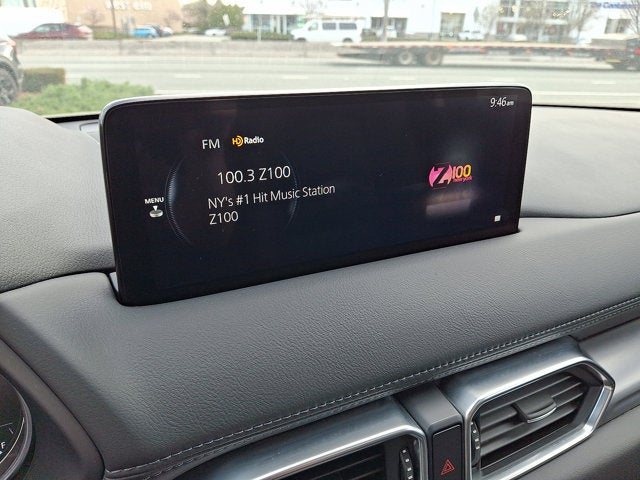 9:46am
FM HD Radio
100.3 Z100
NY's #1 Hit Music Station
Z100
MENU
Z100
F